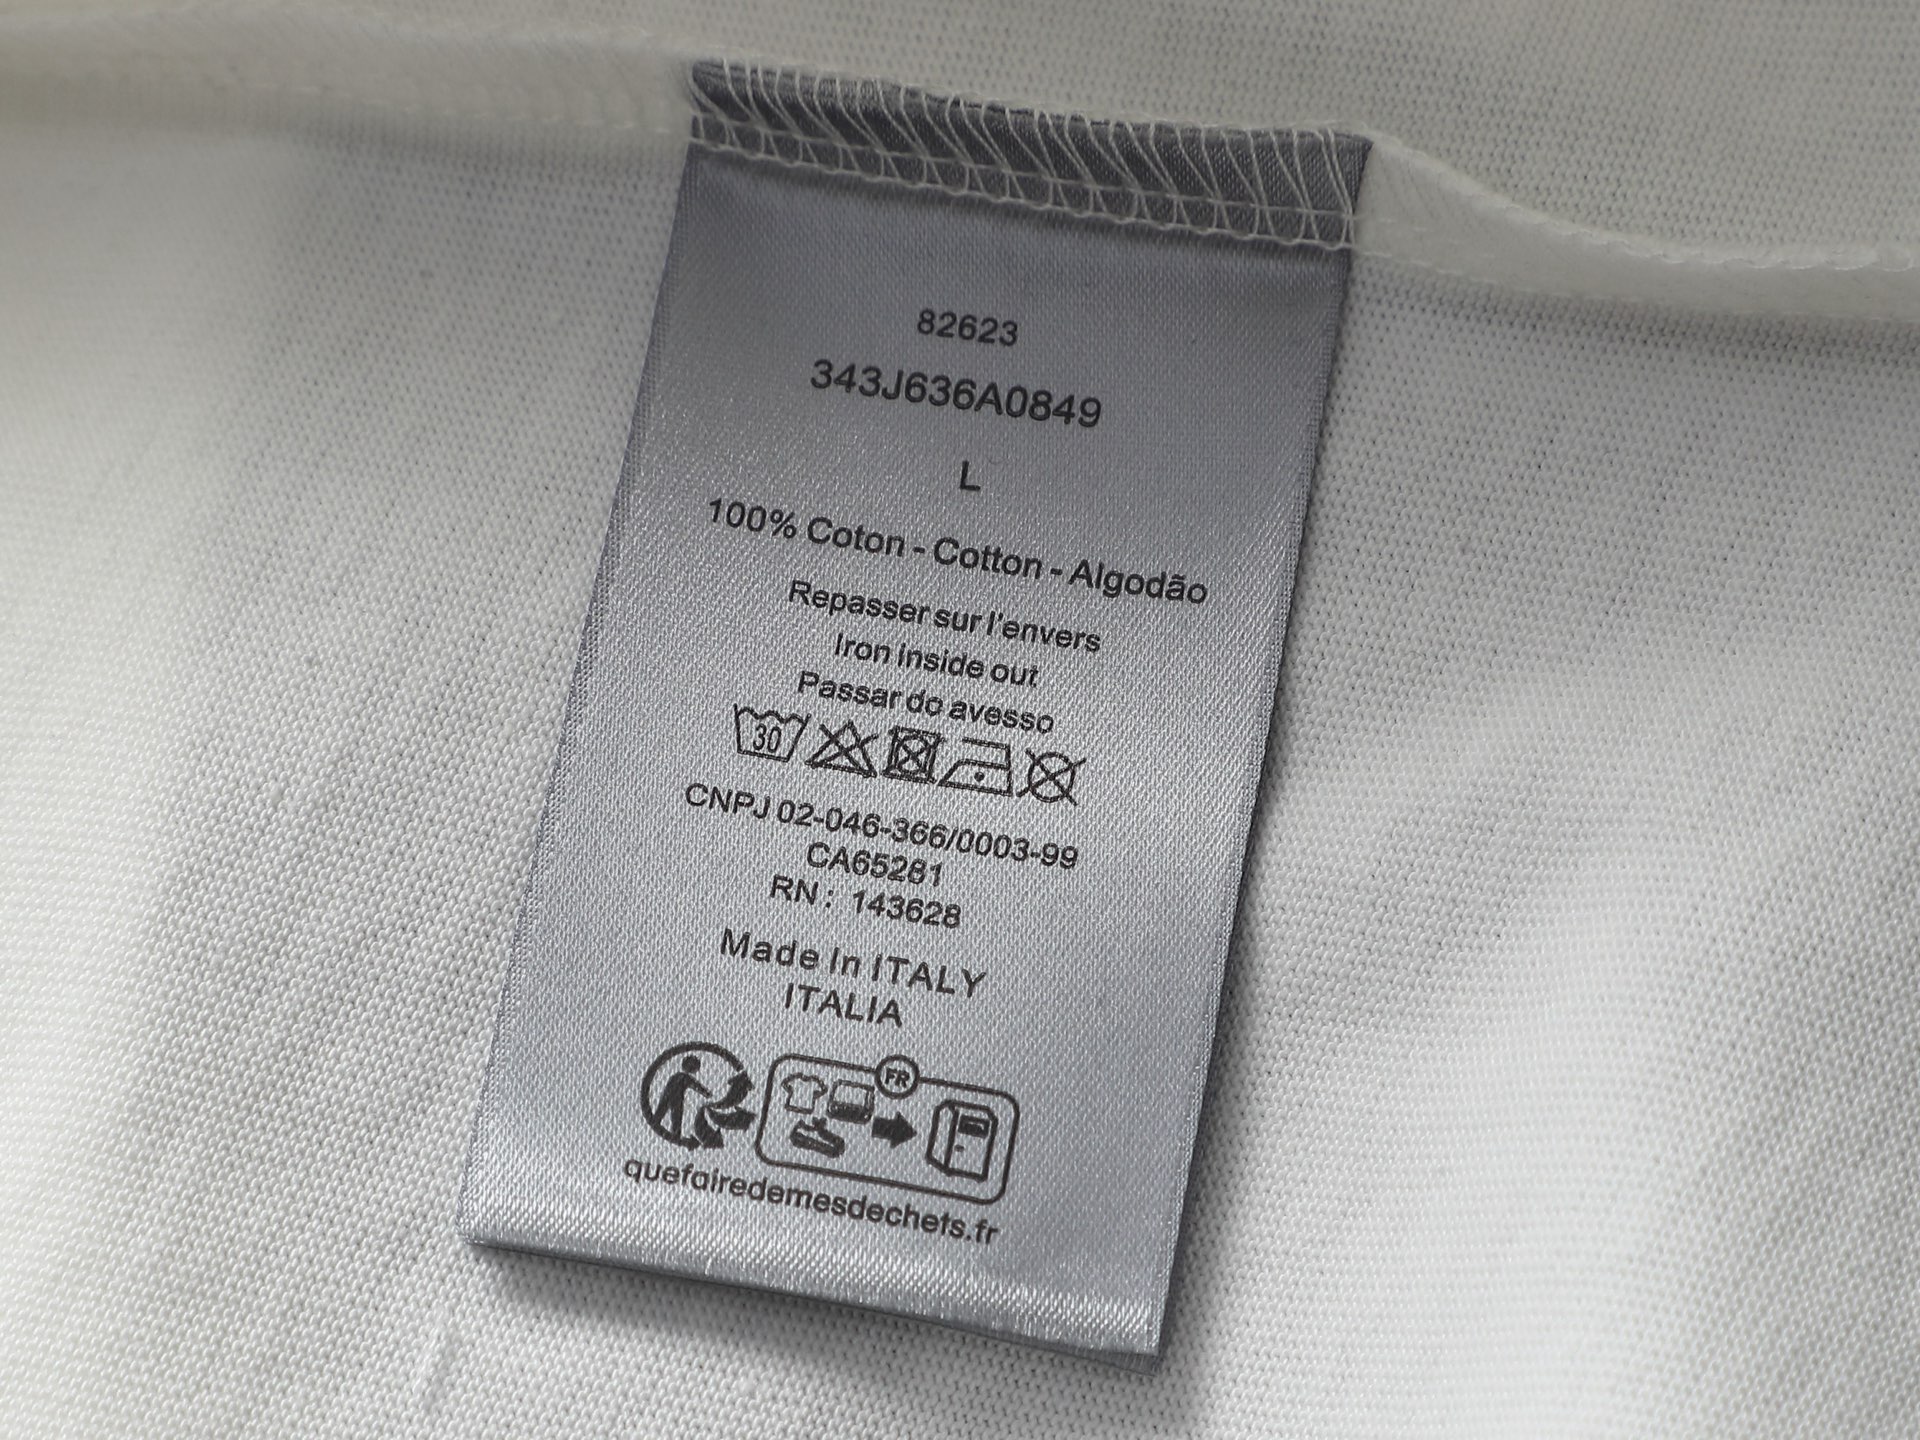 82623
343J636A0849
L
100% Coton - Cotton - Algodão
Repasser sur l'envers
Iron inside out
Passar do avesso
30
CNPJ 02-046-366/0003-99
CA65281
RN : 143628
Made In ITALY
ITALIA
FR
quefairedemesdechets.fr